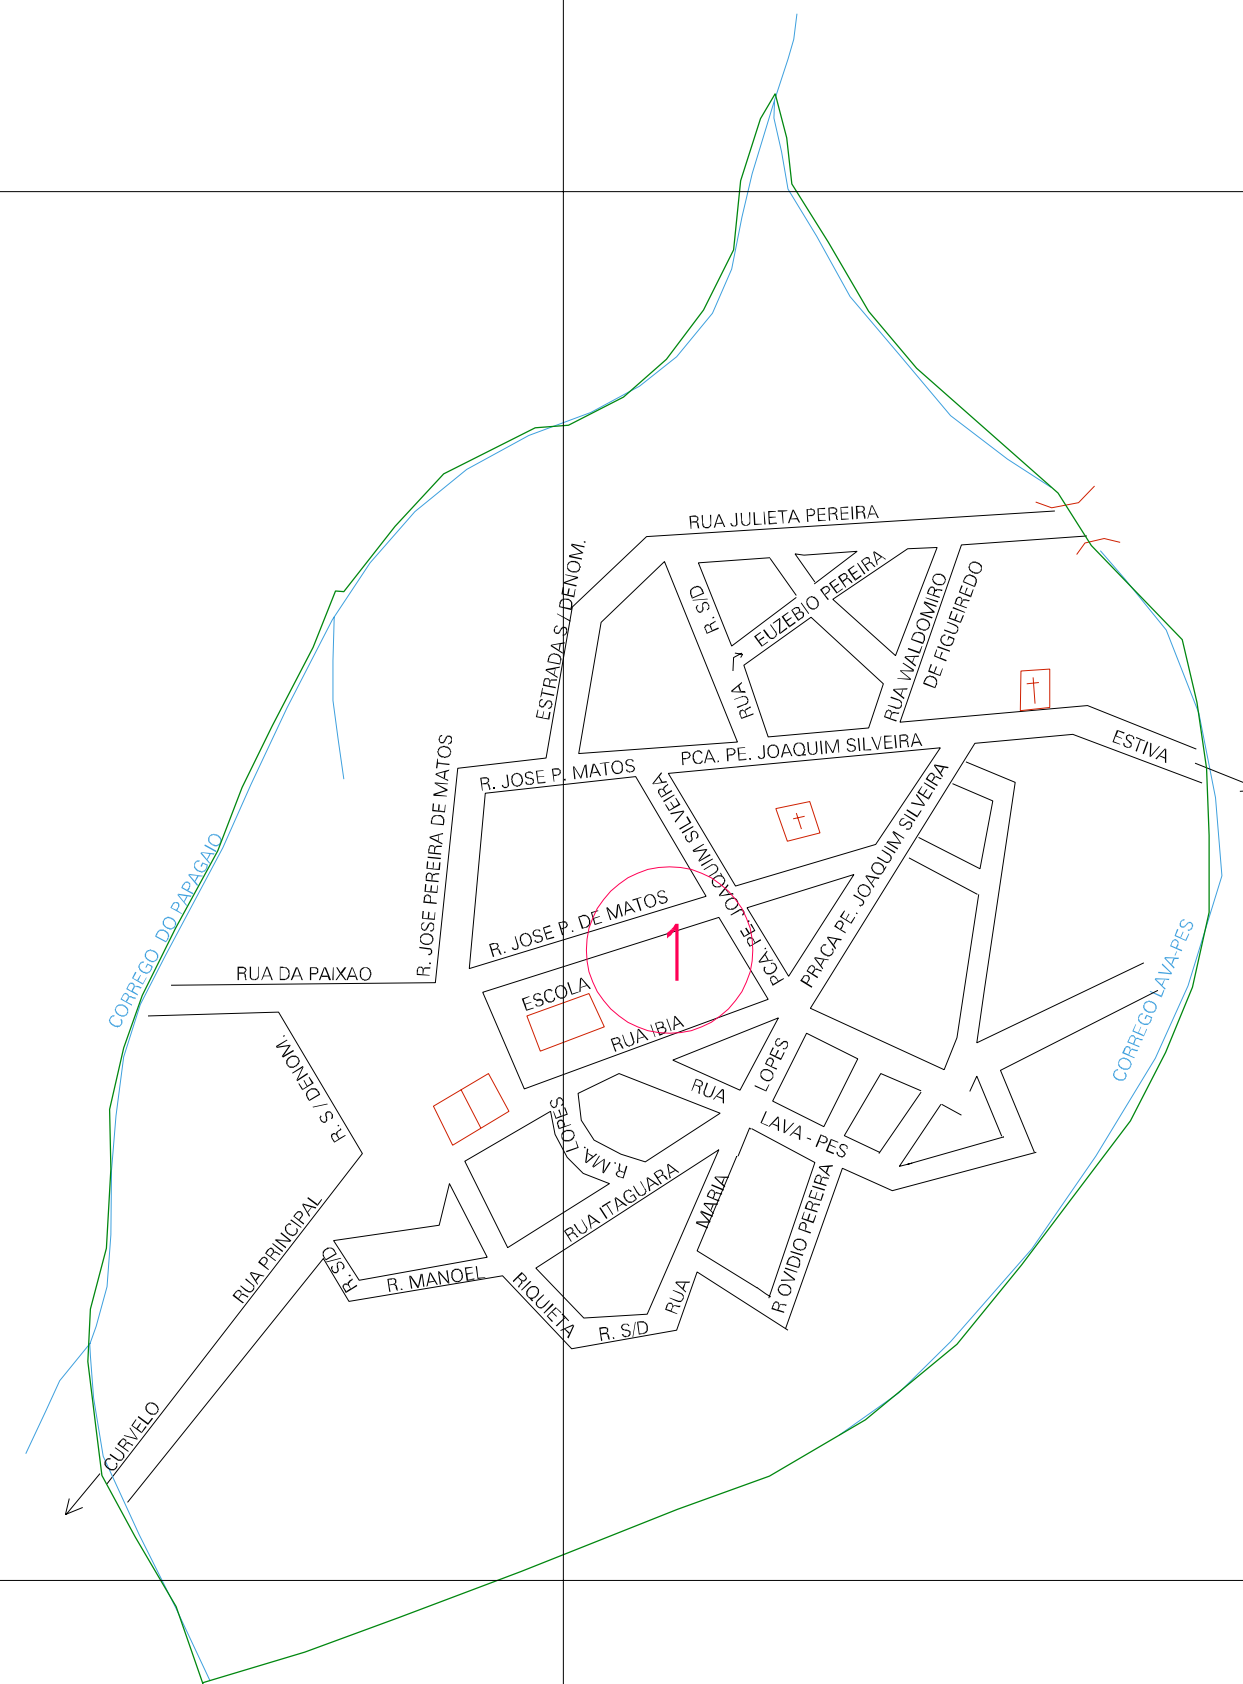 RUA JULIETA PEREIRA
ESTRADA S / DENOM.
R. S/D
EUZEBIO PEREIRA
RUA
RUA WALDOMIRO
DE FIGUEIREDO
ESTIVA
PCA. PE. JOAQUIM SILVEIRA
R. JOSE P. MATOS
R. JOSE PEREIRA DE MATOS
PCA. PE. JOAQUIM SILVEIRA
PRACA PE. JOAQUIM SILVEIRA
CORREGO DO PAPAGAIO
R. JOSE P. DE MATOS
1
RUA DA PAIXAO
ESCOLA
RUA IBIA
CORREGO LAVA-PES
R. S / DENOM.
RUA
LOPES
LAVA - PES
R.MA. LOPES
RUA ITAGUARA
MARIA
RUA
R OVIDIO PEREIRA
RUA PRINCIPAL
R. S/D
R. MANOEL
RIQUIETA
R. S/D
CURVELO